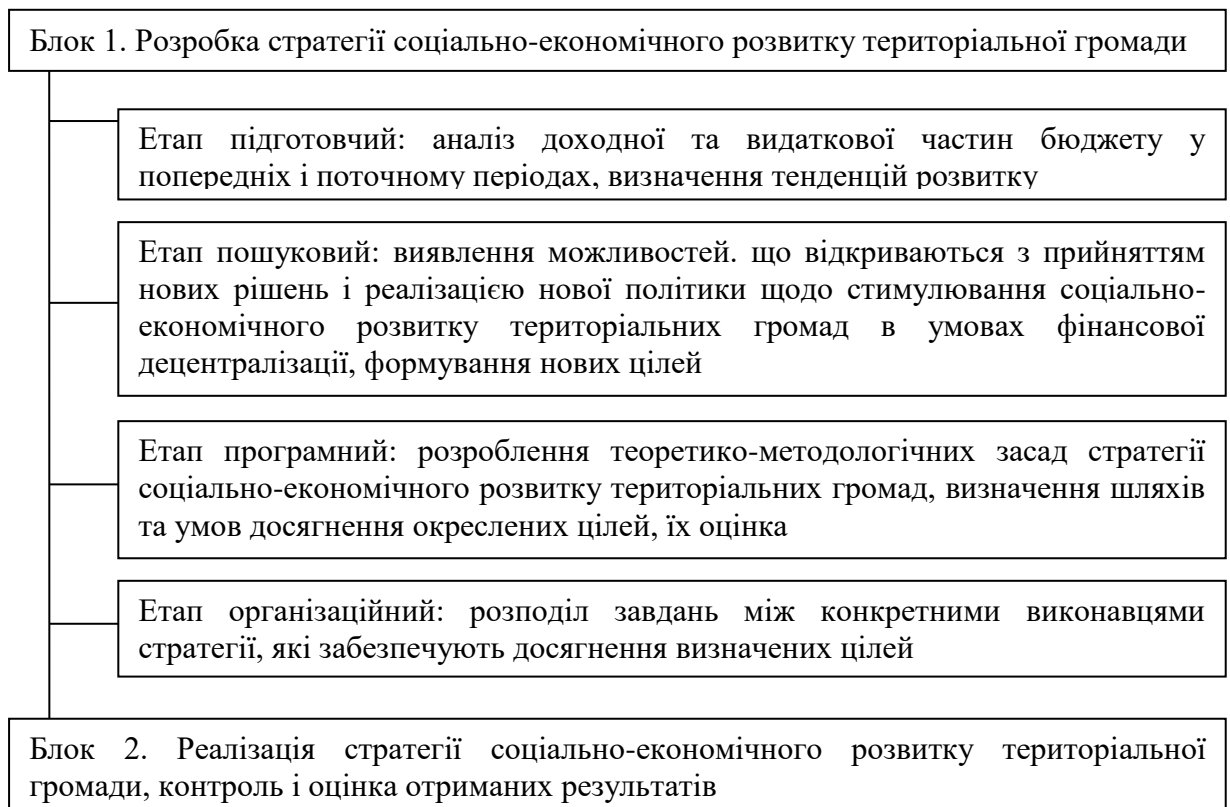 Блок 1. Розробка стратегії соціально-економічного розвитку територіальної громади
Етап підготовчий: аналіз доходної та видаткової частин бюджету у
попередніх і поточному періодах, визначення тенденцій розвитку
Етап пошуковий: виявлення можливостей. що відкриваються з прийняттям
нових рішень і реалізацією нової політики щодо стимулювання соціально-
економічного розвитку територіальних громад в умовах фінансової
децентралізації, формування нових цілей
Етап програмний: розроблення теоретико-методологічних засад стратегії
соціально-економічного розвитку територіальних громад, визначення шляхів
та умов досягнення окреслених цілей, їх оцінка
Етап організаційний: розподіл завдань між конкретними виконавцями
стратегії, які забезпечують досягнення визначених цілей
Блок 2. Реалізація стратегії соціально-економічного розвитку територіальної
громади, контроль і оцінка отриманих результатів